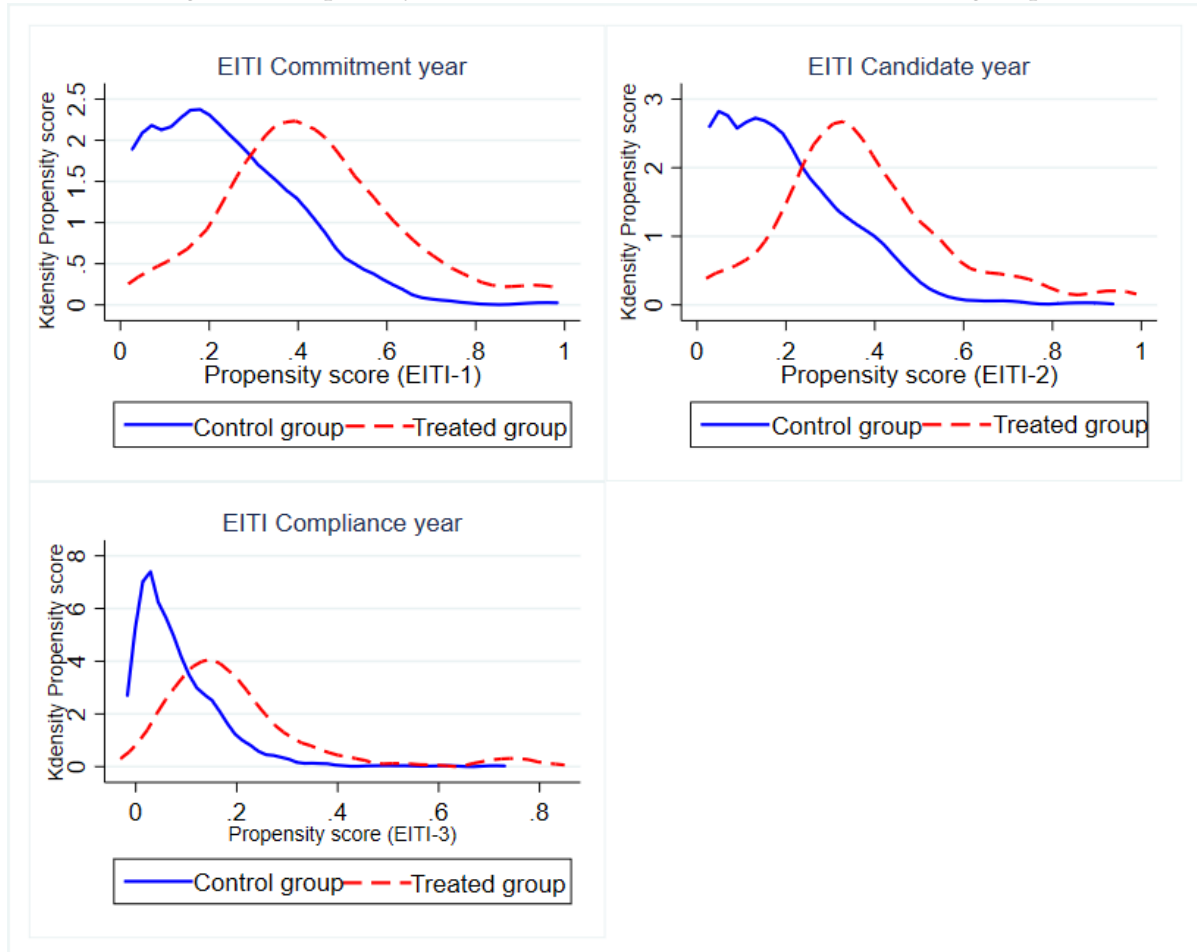 EITI Commitment year
Kdensity Propensity score
0 .5 1 1.5 2 2.5
0 .2 .4 .6 .8 1
Propensity score (EITI-1)
Control group Treated group
EITI Candidate year
Kdensity Propensity score
0 1 2 3
0 .2 .4 .6 .8 1
Propensity score (EITI-2)
Control group Treated group
EITI Compliance year
Kdensity Propensity score
0 2 4 6 8
0 .2 .4 .6 .8
Propensity score (EITI-3)
Control group Treated group